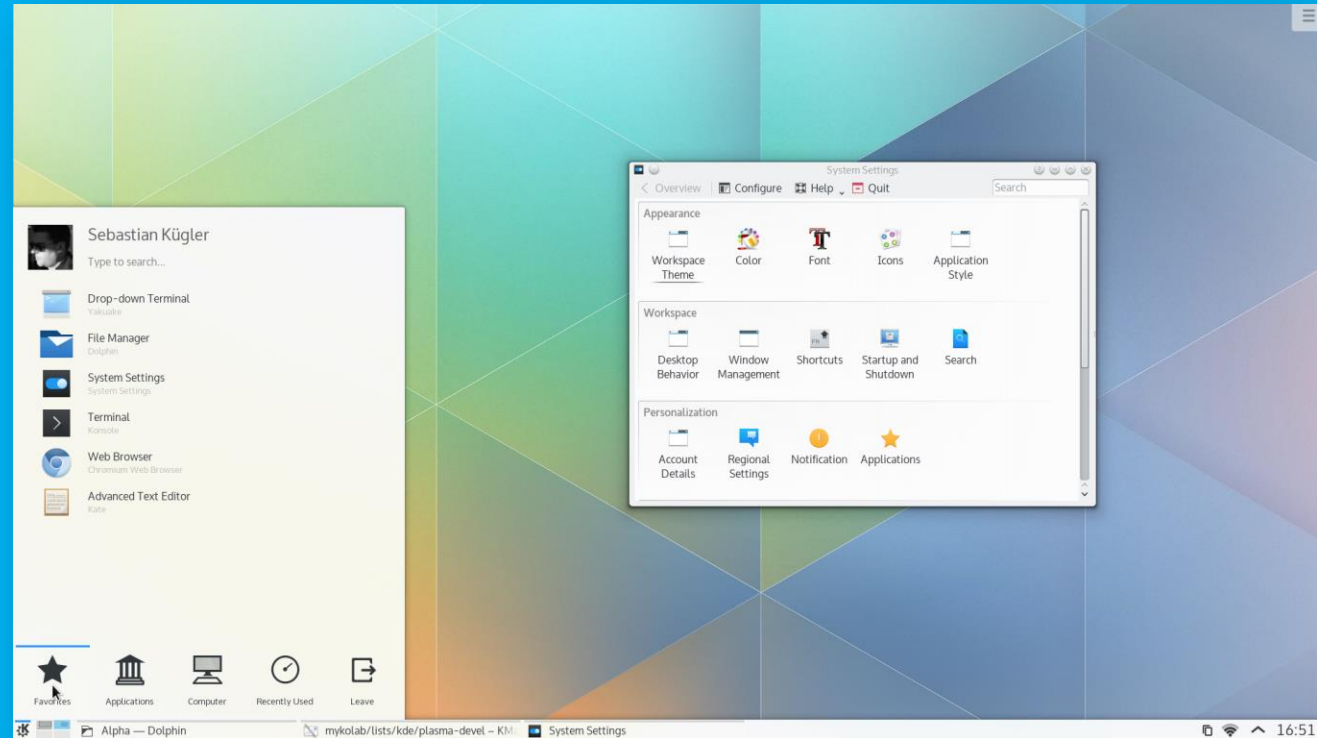 Sebastian Kügler
Type to search...
Drop-down Terminal
Yakuake
File Manager
Dolphin
System Settings
System Settings
Terminal
Konsole
Web Browser
Chromium Web Browser
Advanced Text Editor
Kate
Favorites
Applications
Computer
Recently Used
Leave
System Settings
Overview
Configure
Help
Quit
Search
Appearance
Workspace
Theme
Color
Font
Icons
Application
Style
Workspace
Desktop
Behavior
Window
Management
Shortcuts
Startup and
Shutdown
Search
Personalization
Account
Details
Regional
Settings
Notification
Applications
Alpha — Dolphin
mykolab/lists/kde/plasma-devel – KM
System Settings
16:51